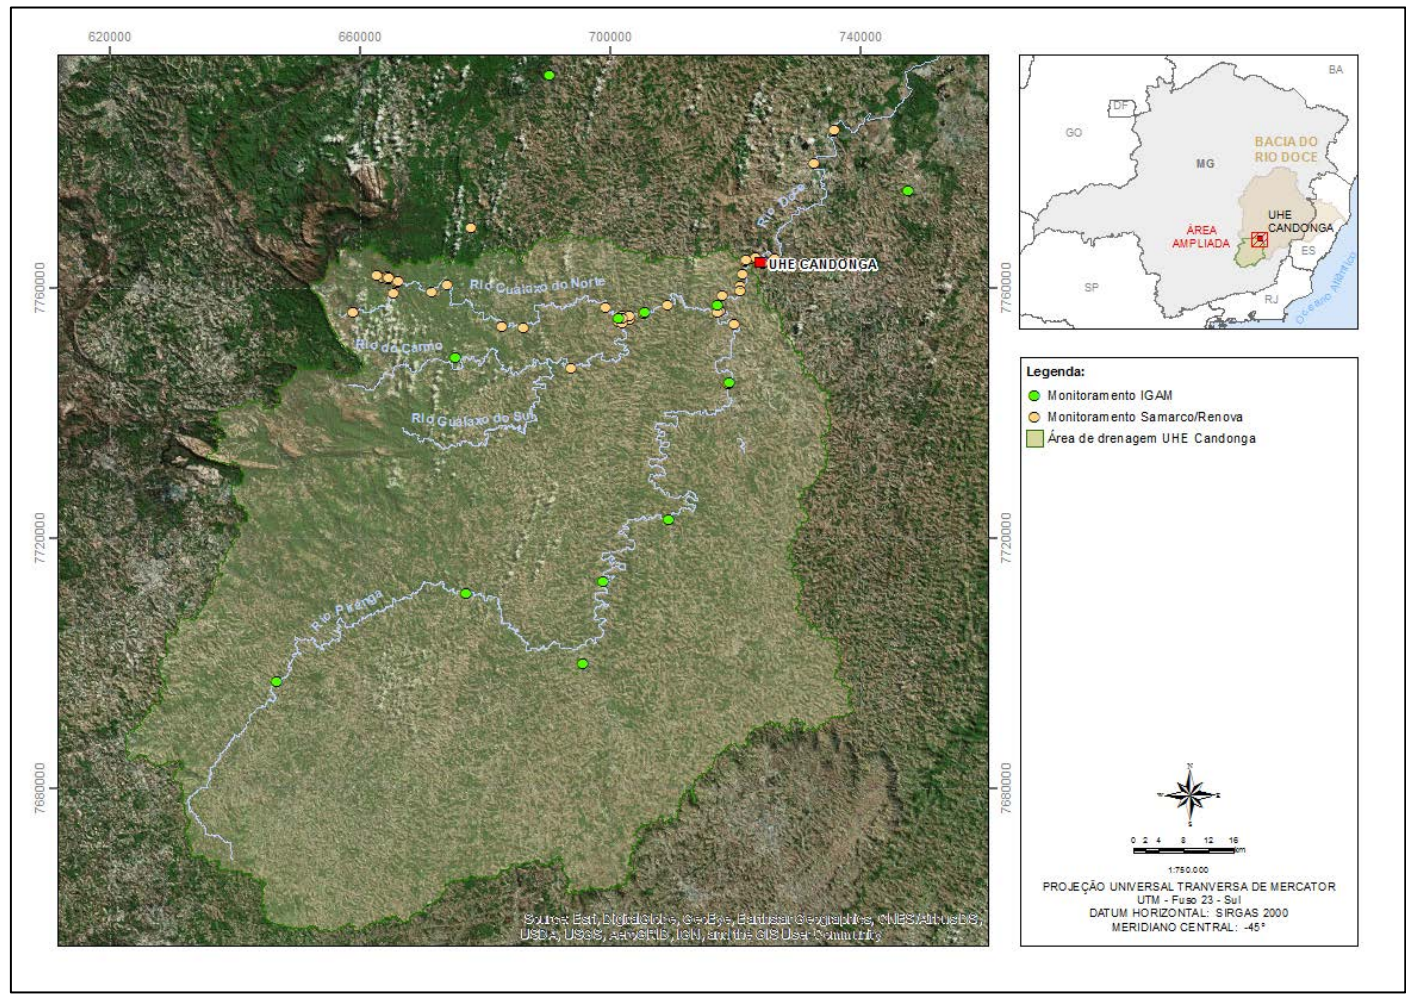 620000
660000
700000
740000
7760000
7720000
7680000
7760000
7720000
7680000
Rio Doce
UHE CANDONGA
Rio Gualaxo do Norte
Rio do Carmo
Rio Gualaxo do Sul
Rio Piranga
Source: Esri, DigitalGlobe, GeoEye, Earthstar Geographics, CNES/Airbus DS,
USDA, USGS, AeroGRID, IGN, and the GIS User Community
BA
DF
GO
BACIA DO
RIO DOCE
MG
UHE
CANDONGA
ÁREA
AMPLIADA
ES
SP
RJ
Oceano Atlântico
Legenda:
Monitoramento IGAM
Monitoramento Samarco/Renova
Área de drenagem UHE Candonga
N
W
E
S
0 2 4 8 12 16
km
1:750.000
PROJEÇÃO UNIVERSAL TRANVERSA DE MERCATOR
UTM - Fuso 23 - Sul
DATUM HORIZONTAL: SIRGAS 2000
MERIDIANO CENTRAL: -45°